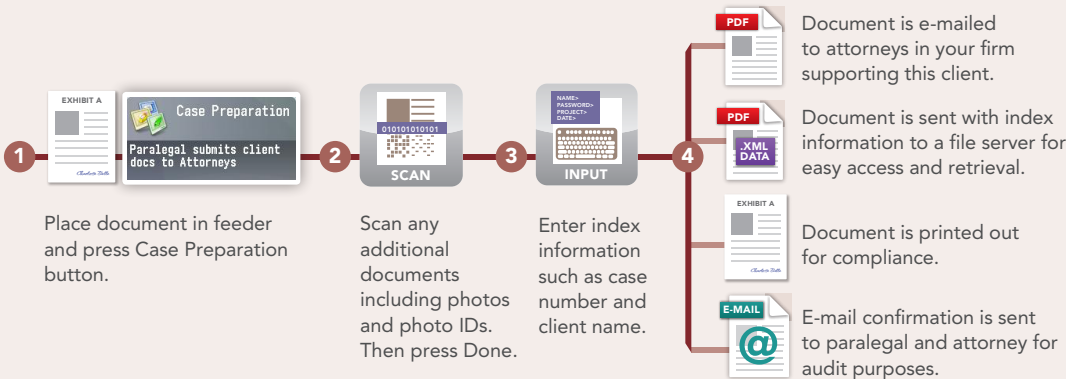 1
EXHIBIT A
Charlotte Bella
Case Preparation
Paralegal submits client
docs to Attorneys
Place document in feeder
and press Case Preparation
button.
2
010101010101
SCAN
Scan any
additional
documents
including photos
and photo IDs.
Then press Done.
3
NAME>
PASSWORD>
PROJECT>
DATE>
INPUT
Enter index
information
such as case
number and
client name.
4
PDF
Document is e-mailed
to attorneys in your firm
supporting this client.
PDF
.XML
DATA
Document is sent with index
information to a file server for
easy access and retrieval.
EXHIBIT A
Document is printed out
for compliance.
E-MAIL
@
E-mail confirmation is sent
to paralegal and attorney for
audit purposes.